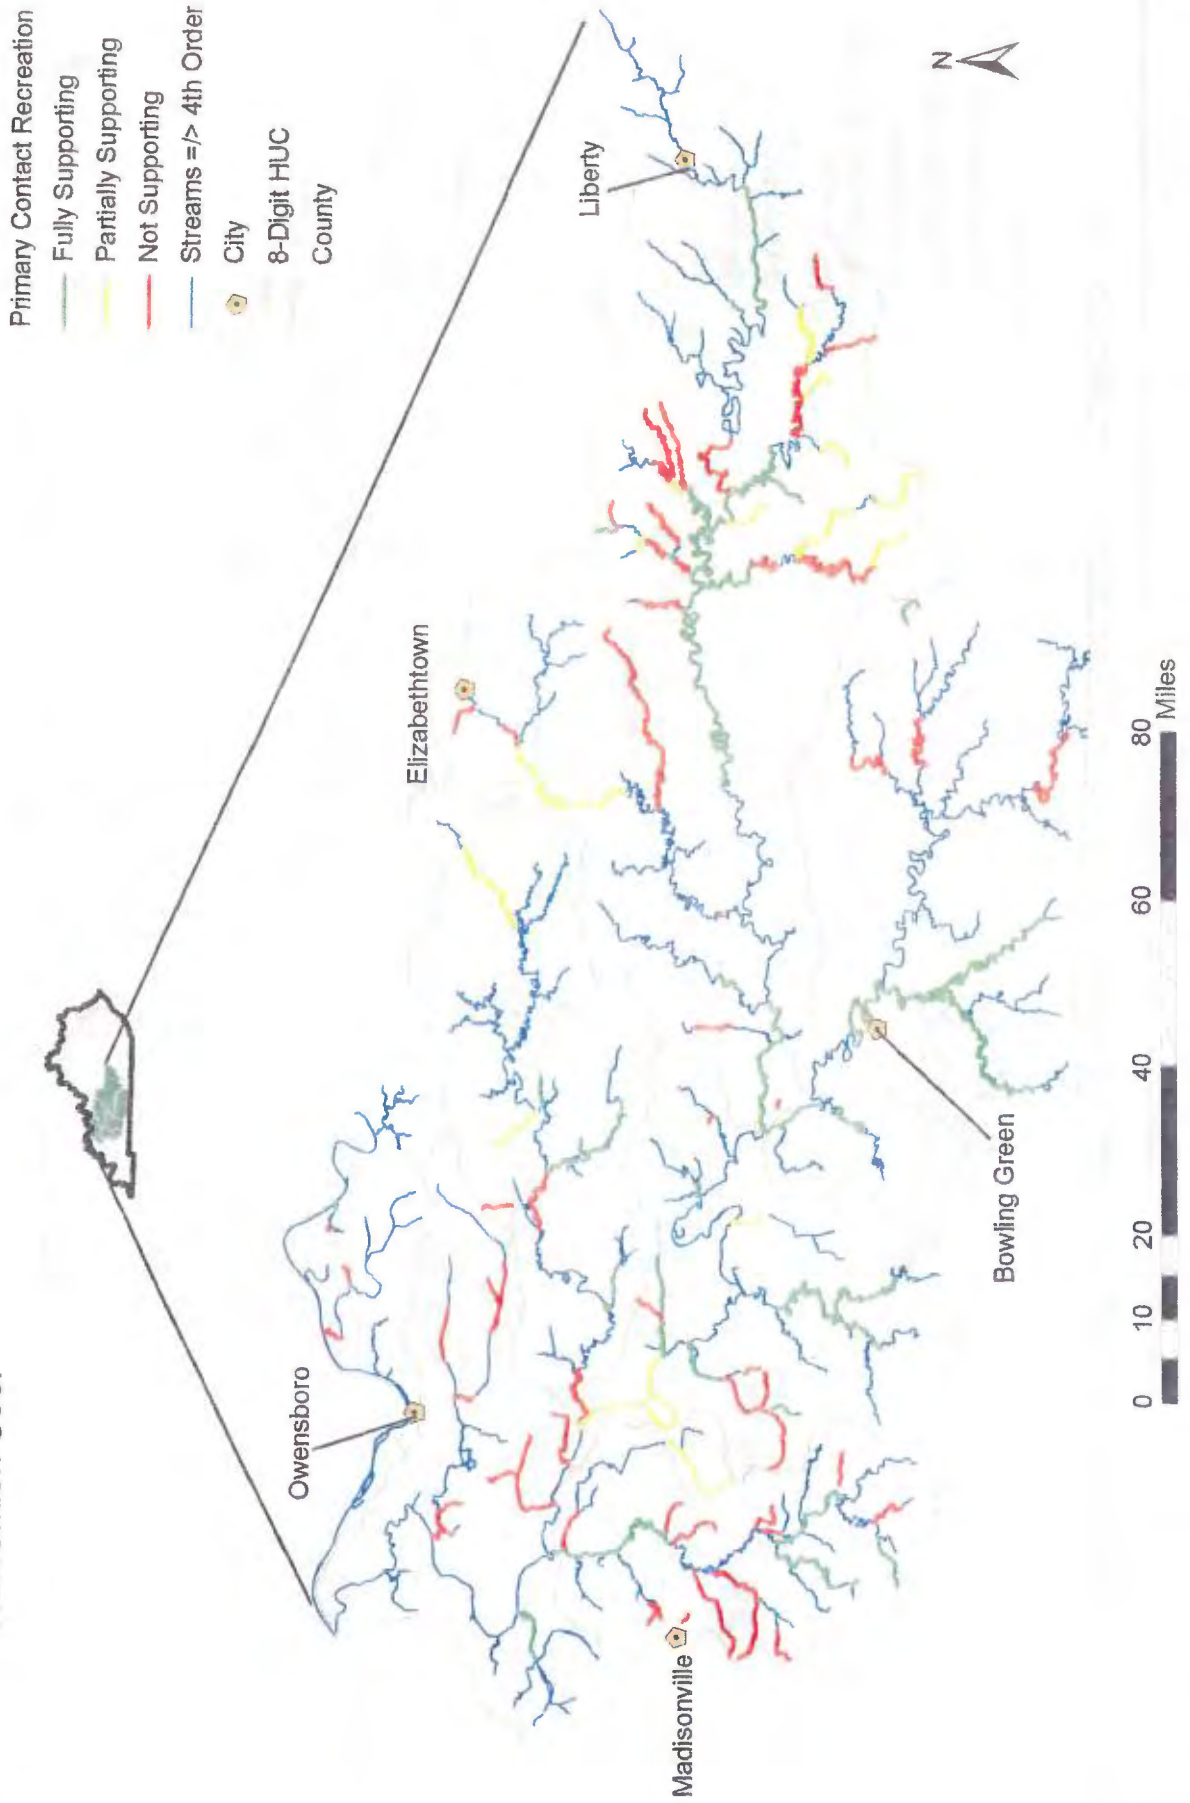 Primary Contact Recreation
Fully Supporting
Partially Supporting
Not Supporting
Streams =/> 4th Order
City
8-Digit HUC
County
N
Liberty
Elizabethtown
Owensboro
Bowling Green
Madisonville
0 10 20 40 60 80
Miles